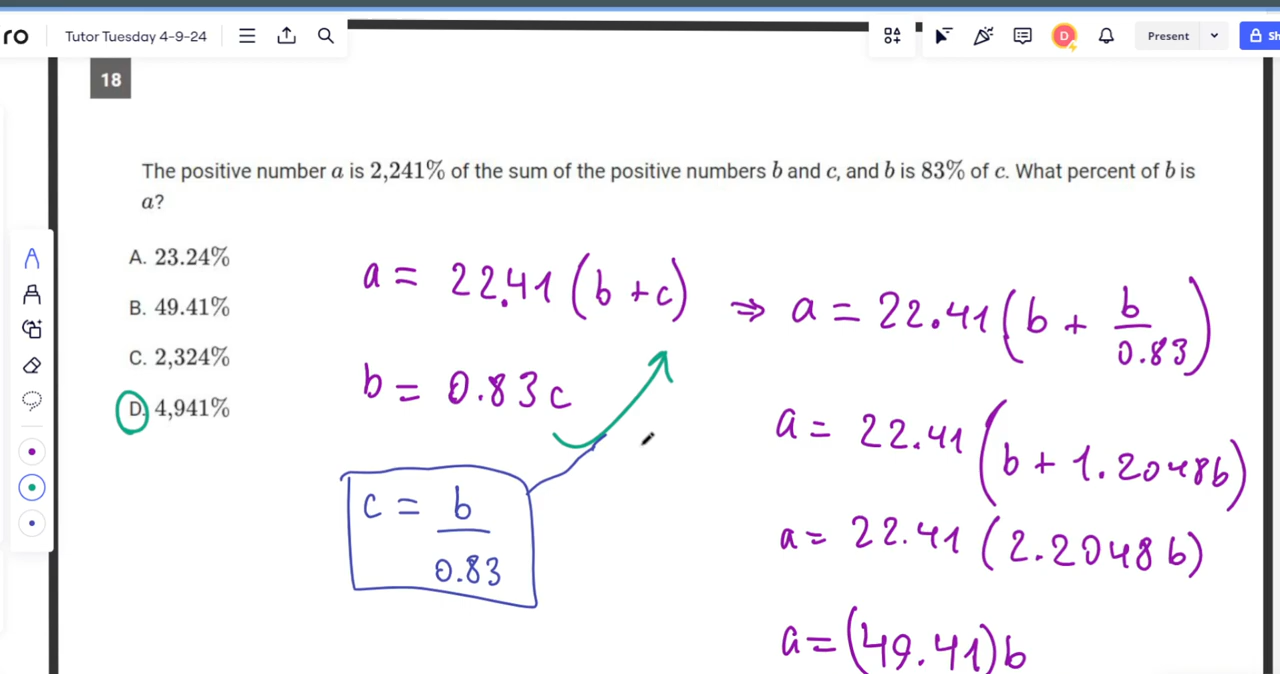 ro Tutor Tuesday 4-9-24 D Present Sh
18
The positive number a is 2,241% of the sum of the positive numbers b and c, and b is 83% of c. What percent of b is
a?
A. 23.24%
B. 49.41%
C. 2,324%
D. 4,941%
a = 22.41 (b + c)
b = 0.83c
c = b/0.83
⇒ a = 22.41 (b + b/0.83)
a = 22.41 (b + 1.2048b)
a = 22.41 (2.2048b)
a = (49.41)b